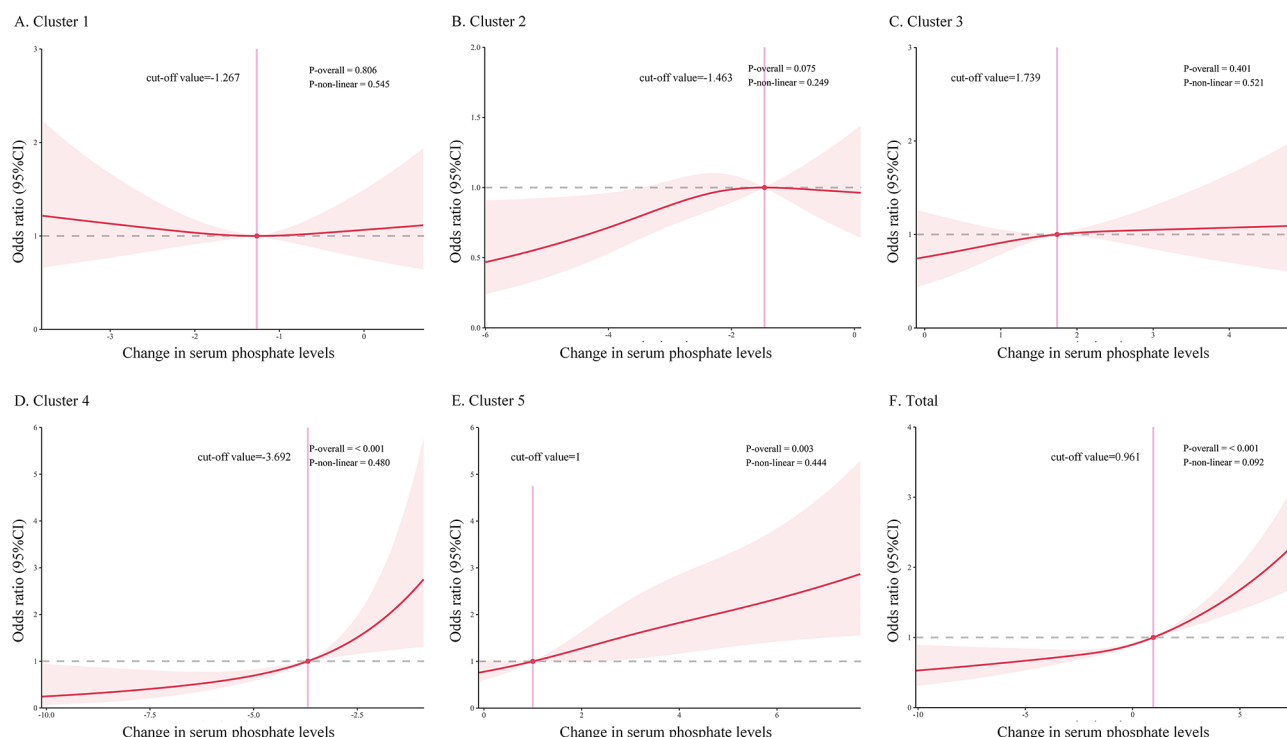 A. Cluster 1
cut-off value=-1.267
P-overall = 0.806
P-non-linear = 0.545
Odds ratio (95%CI)
3
2
1
0
-3
-2
-1
0
Change in serum phosphate levels
B. Cluster 2
cut-off value=-1.463
P-overall = 0.075
P-non-linear = 0.249
Odds ratio (95%CI)
2.0
1.5
1.0
0.5
0.0
-6
-4
-2
0
Change in serum phosphate levels
C. Cluster 3
cut-off value=1.739
P-overall = 0.401
P-non-linear = 0.521
Odds ratio (95%CI)
3
2
1
0
0
1
2
3
4
Change in serum phosphate levels
D. Cluster 4
cut-off value=-3.692
P-overall = < 0.001
P-non-linear = 0.480
Odds ratio (95%CI)
6
5
4
3
2
1
0
-10.0
-7.5
-5.0
-2.5
Change in serum phosphate levels
E. Cluster 5
cut-off value=1
P-overall = 0.003
P-non-linear = 0.444
Odds ratio (95%CI)
6
5
4
3
2
1
0
0
2
4
6
Change in serum phosphate levels
F. Total
cut-off value=0.961
P-overall = < 0.001
P-non-linear = 0.092
Odds ratio (95%CI)
4
3
2
1
0
-10
-5
0
5
Change in serum phosphate levels